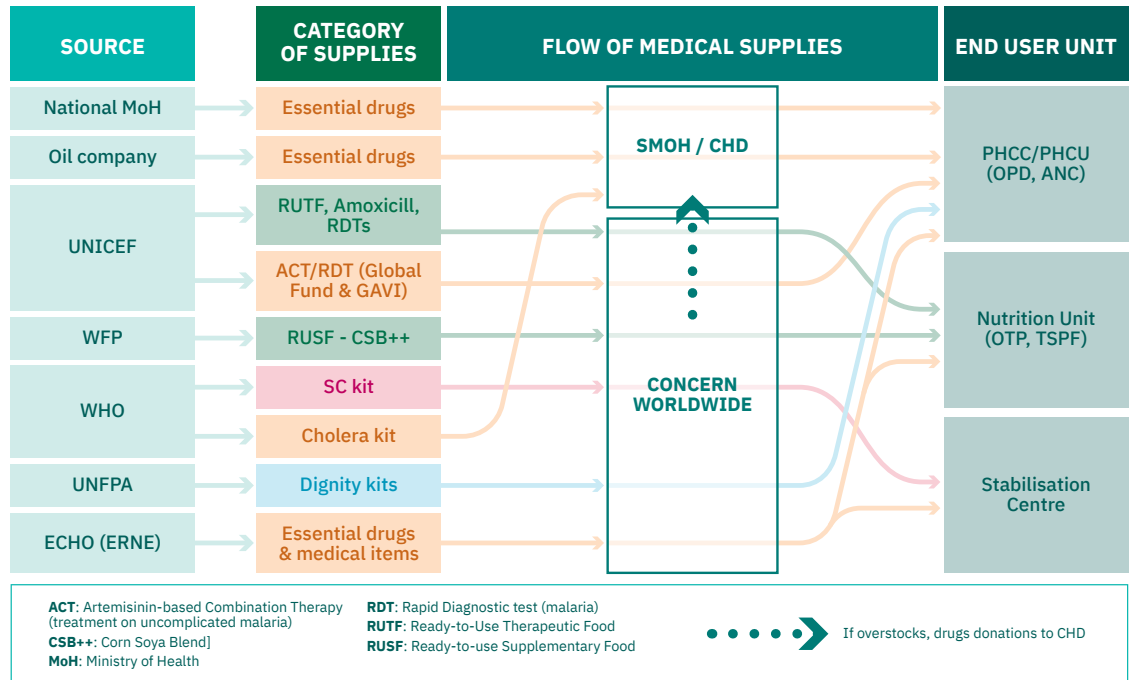 SOURCE
CATEGORY
OF SUPPLIES
FLOW OF MEDICAL SUPPLIES
END USER UNIT
National MoH
Essential drugs
Oil company
Essential drugs
SMOH / CHD
PHCC/PHCU
(OPD, ANC)
UNICEF
RUTF, Amoxicill,
RDTs
ACT/RDT (Global
Fund & GAVI)
WFP
RUSF - CSB++
Nutrition Unit
(OTP, TSPF)
WHO
SC kit
Cholera kit
CONCERN
WORLDWIDE
UNFPA
Dignity kits
Stabilisation
Centre
ECHO (ERNE)
Essential drugs
& medical items
ACT: Artemisinin-based Combination Therapy
(treatment on uncomplicated malaria)
CSB++: Corn Soya Blend]
MoH: Ministry of Health
RDT: Rapid Diagnostic test (malaria)
RUTF: Ready-to-Use Therapeutic Food
RUSF: Ready-to-use Supplementary Food
If overstocks, drugs donations to CHD